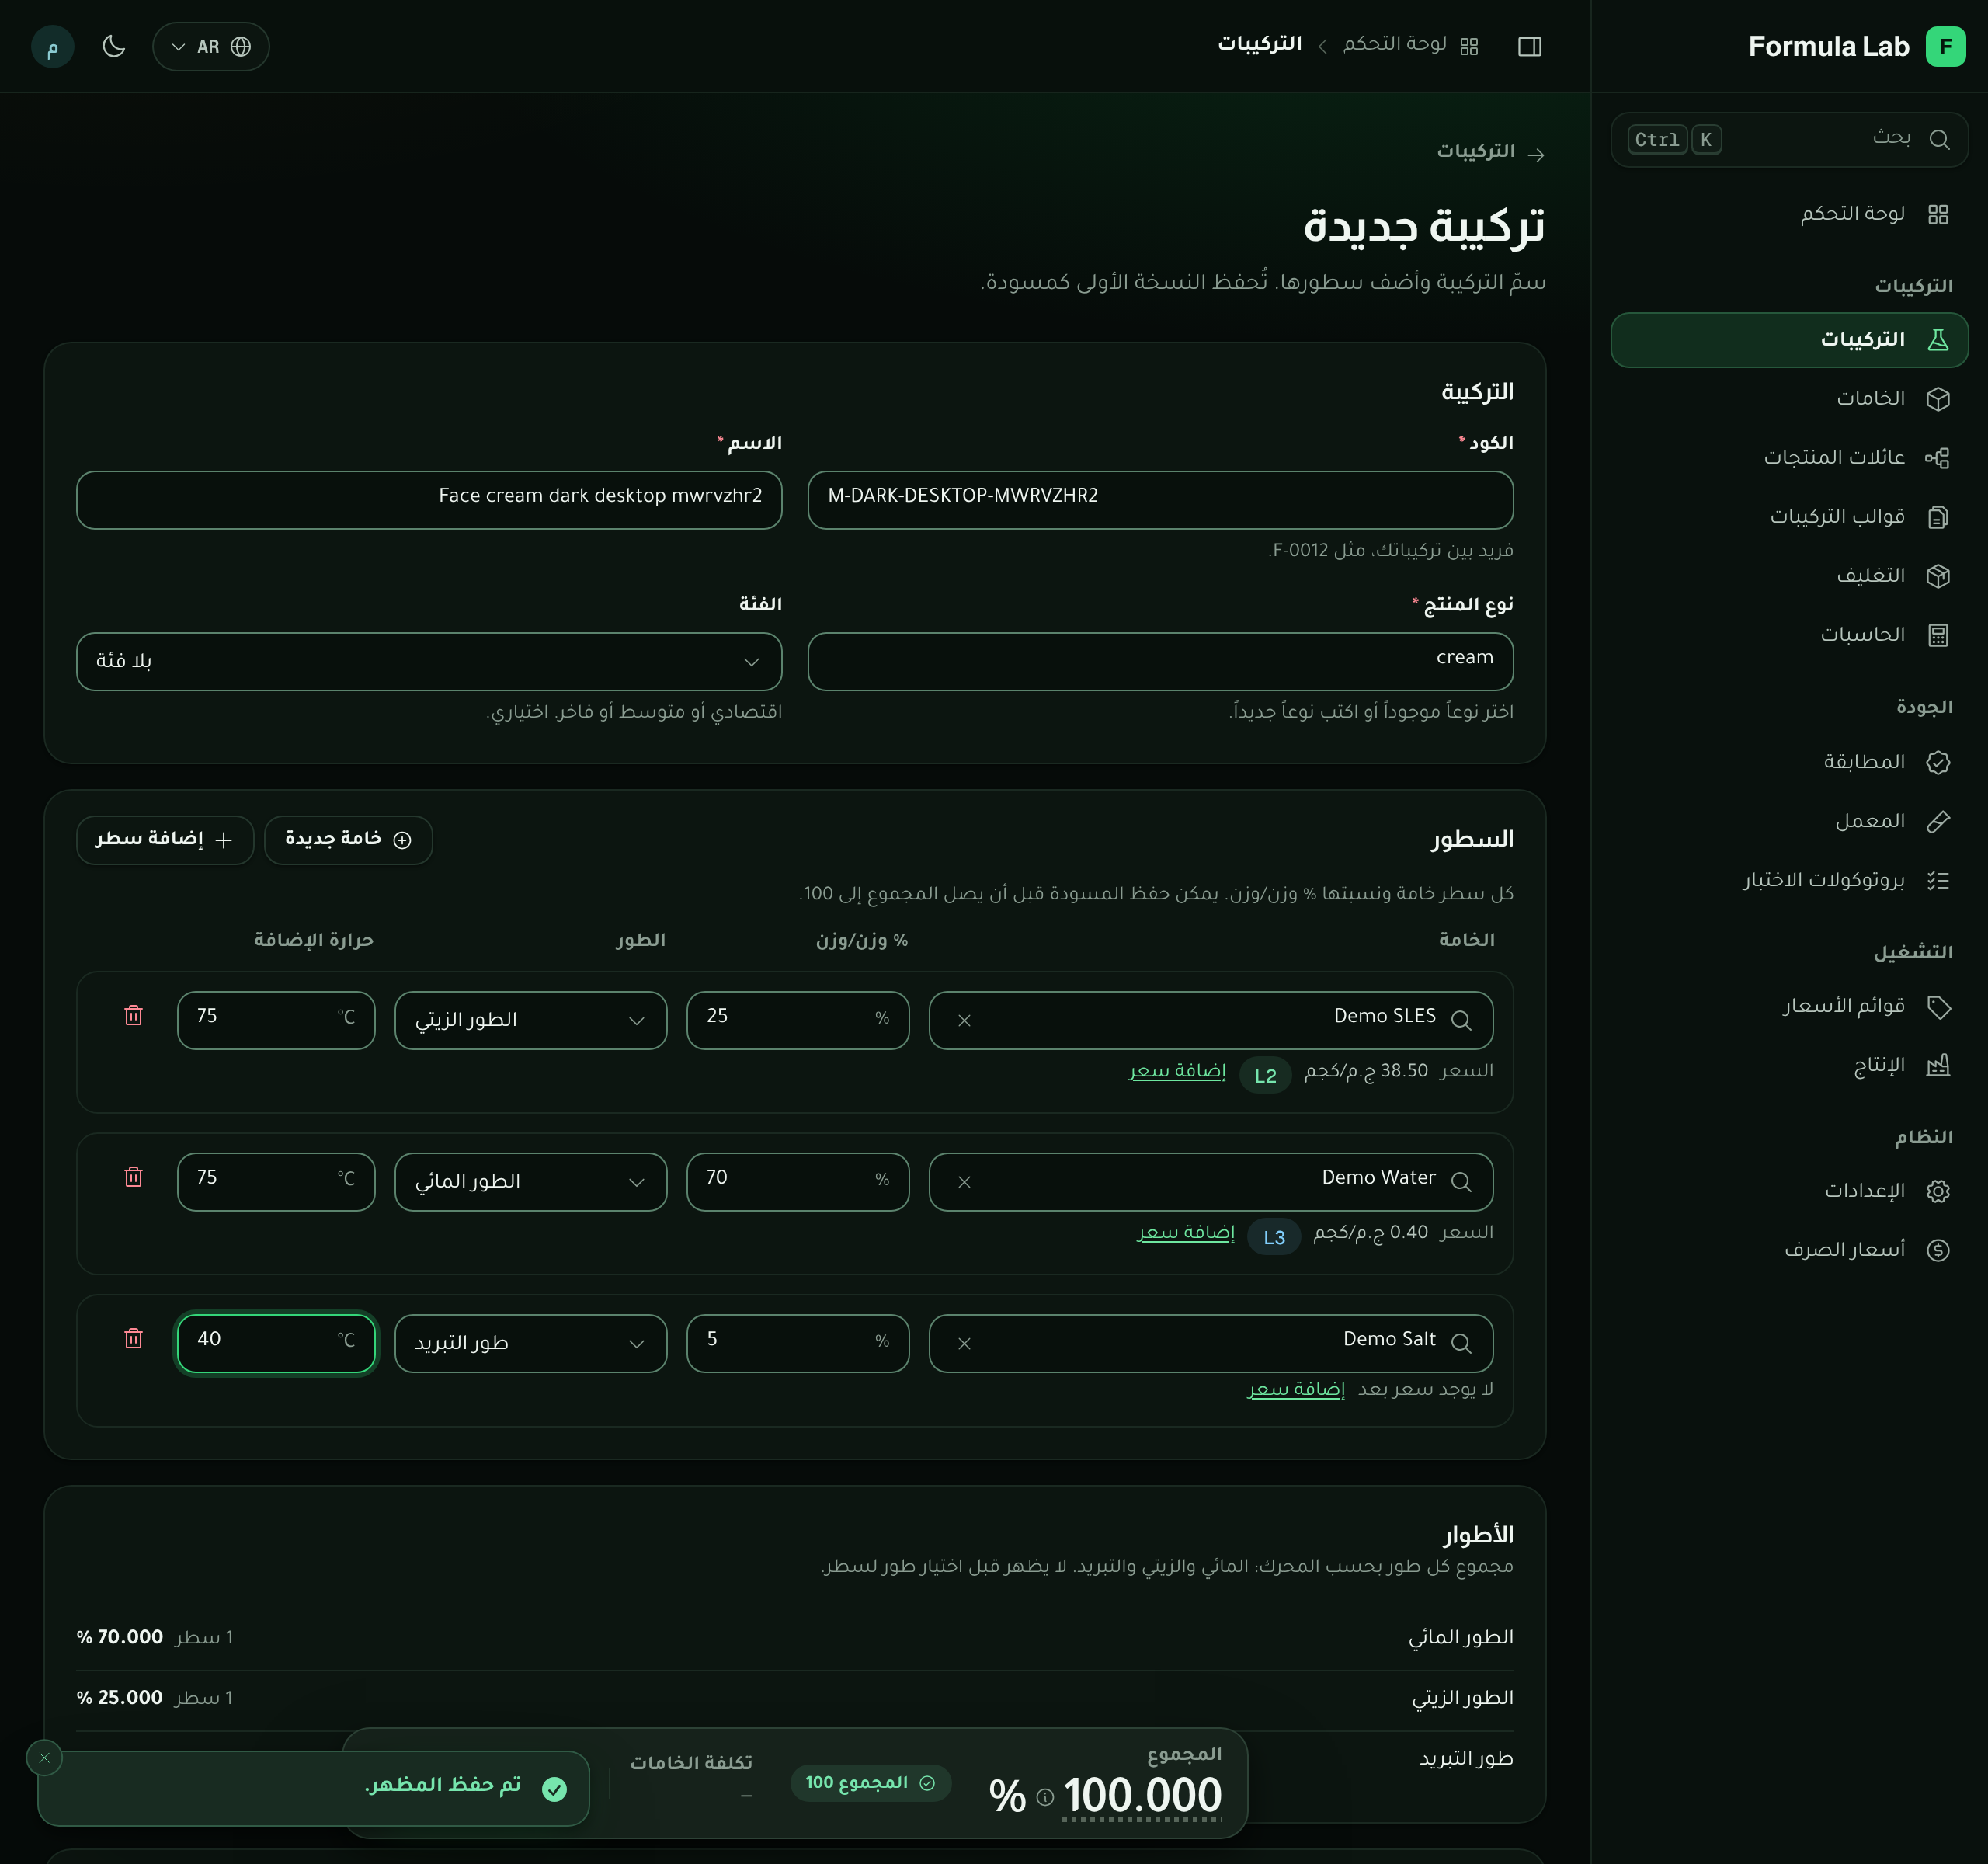 Formula Lab
F
بحث
Ctrl K
لوحة التحكم
التركيبات
التركيبات
الخامات
عائلات المنتجات
قوالب التركيبات
التغليف
الحاسبات
الجودة
المطابقة
المعمل
بروتوكولات الاختبار
التشغيل
قوائم الأسعار
الإنتاج
النظام
الإعدادات
أسعار الصرف
لوحة التحكم
التركيبات
AR
م
التركيبات
تركيبة جديدة
سمّ التركيبة وأضف سطورها. تُحفظ النسخة الأولى كمسودة.
التركيبة
الكود *
الاسم *
M-DARK-DESKTOP-MWRVZHR2
Face cream dark desktop mwrvzhr2
فريد بين تركيباتك، مثل F-0012.
نوع المنتج *
الفئة
cream
بلا فئة
اختر نوعاً موجوداً أو اكتب نوعاً جديداً.
اقتصادي أو متوسط أو فاخر. اختياري.
السطور
خامة جديدة
إضافة سطر
كل سطر خامة ونسبتها % وزن/وزن. يمكن حفظ المسودة قبل أن يصل المجموع إلى 100.
الخامة
% وزن/وزن
الطور
حرارة الإضافة
Demo SLES
25 %
الطور الزيتي
75 °C
السعر 38.50 ج.م/كجم L2 إضافة سعر
Demo Water
70 %
الطور المائي
75 °C
السعر 0.40 ج.م/كجم L3 إضافة سعر
Demo Salt
5 %
طور التبريد
40 °C
لا يوجد سعر بعد إضافة سعر
الأطوار
مجموع كل طور بحسب المحرك: المائي والزيتي والتبريد. لا يظهر قبل اختيار طور لسطر.
الطور المائي
1 سطر 70.000 %
الطور الزيتي
1 سطر 25.000 %
طور التبريد
المجموع
100.000 %
المجموع 100
تكلفة الخامات
–
تم حفظ المظهر.